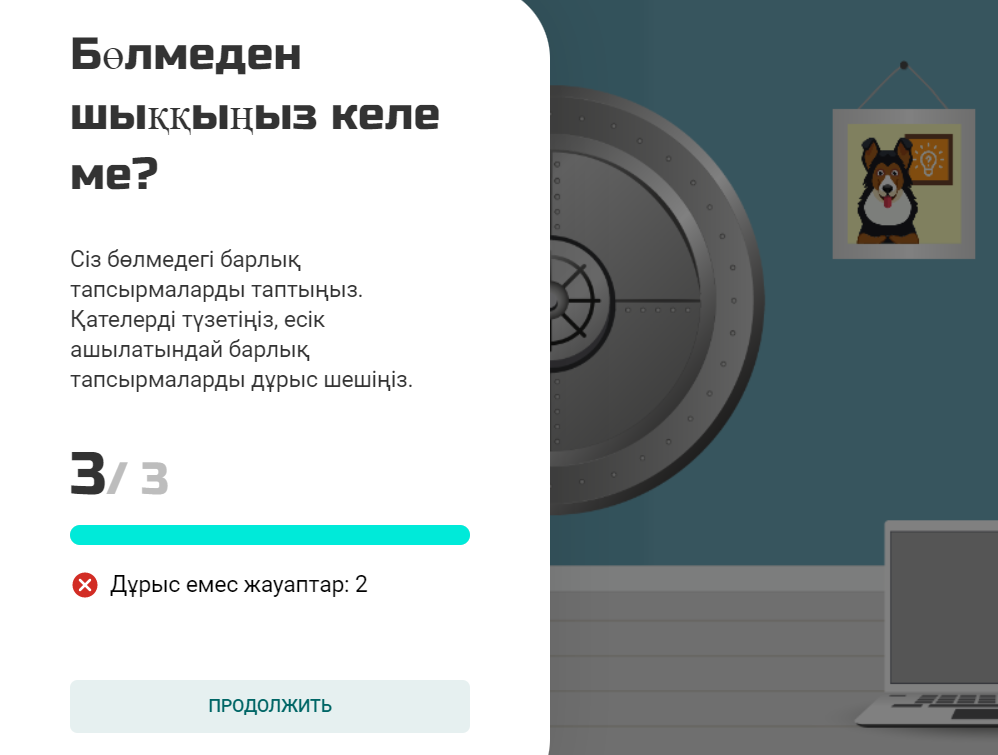 Бөлмеден
шыққыңыз келе
ме?
Сіз бөлмедегі барлық
тапсырмаларды таптыңыз.
Қателерді түзетіңіз, есік
ашылатындай барлық
тапсырмаларды дұрыс шешіңіз.
3/ 3
Дұрыс емес жауаптар: 2
ПРОДОЛЖИТЬ